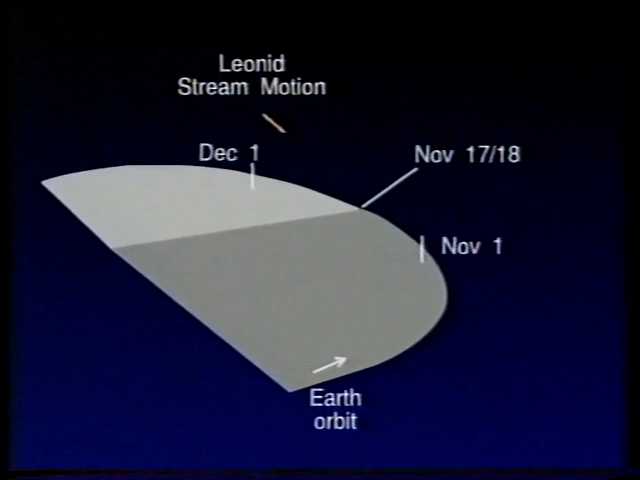 Leonid
Stream Motion
Dec 1
Nov 17/18
Nov 1
Earth
orbit